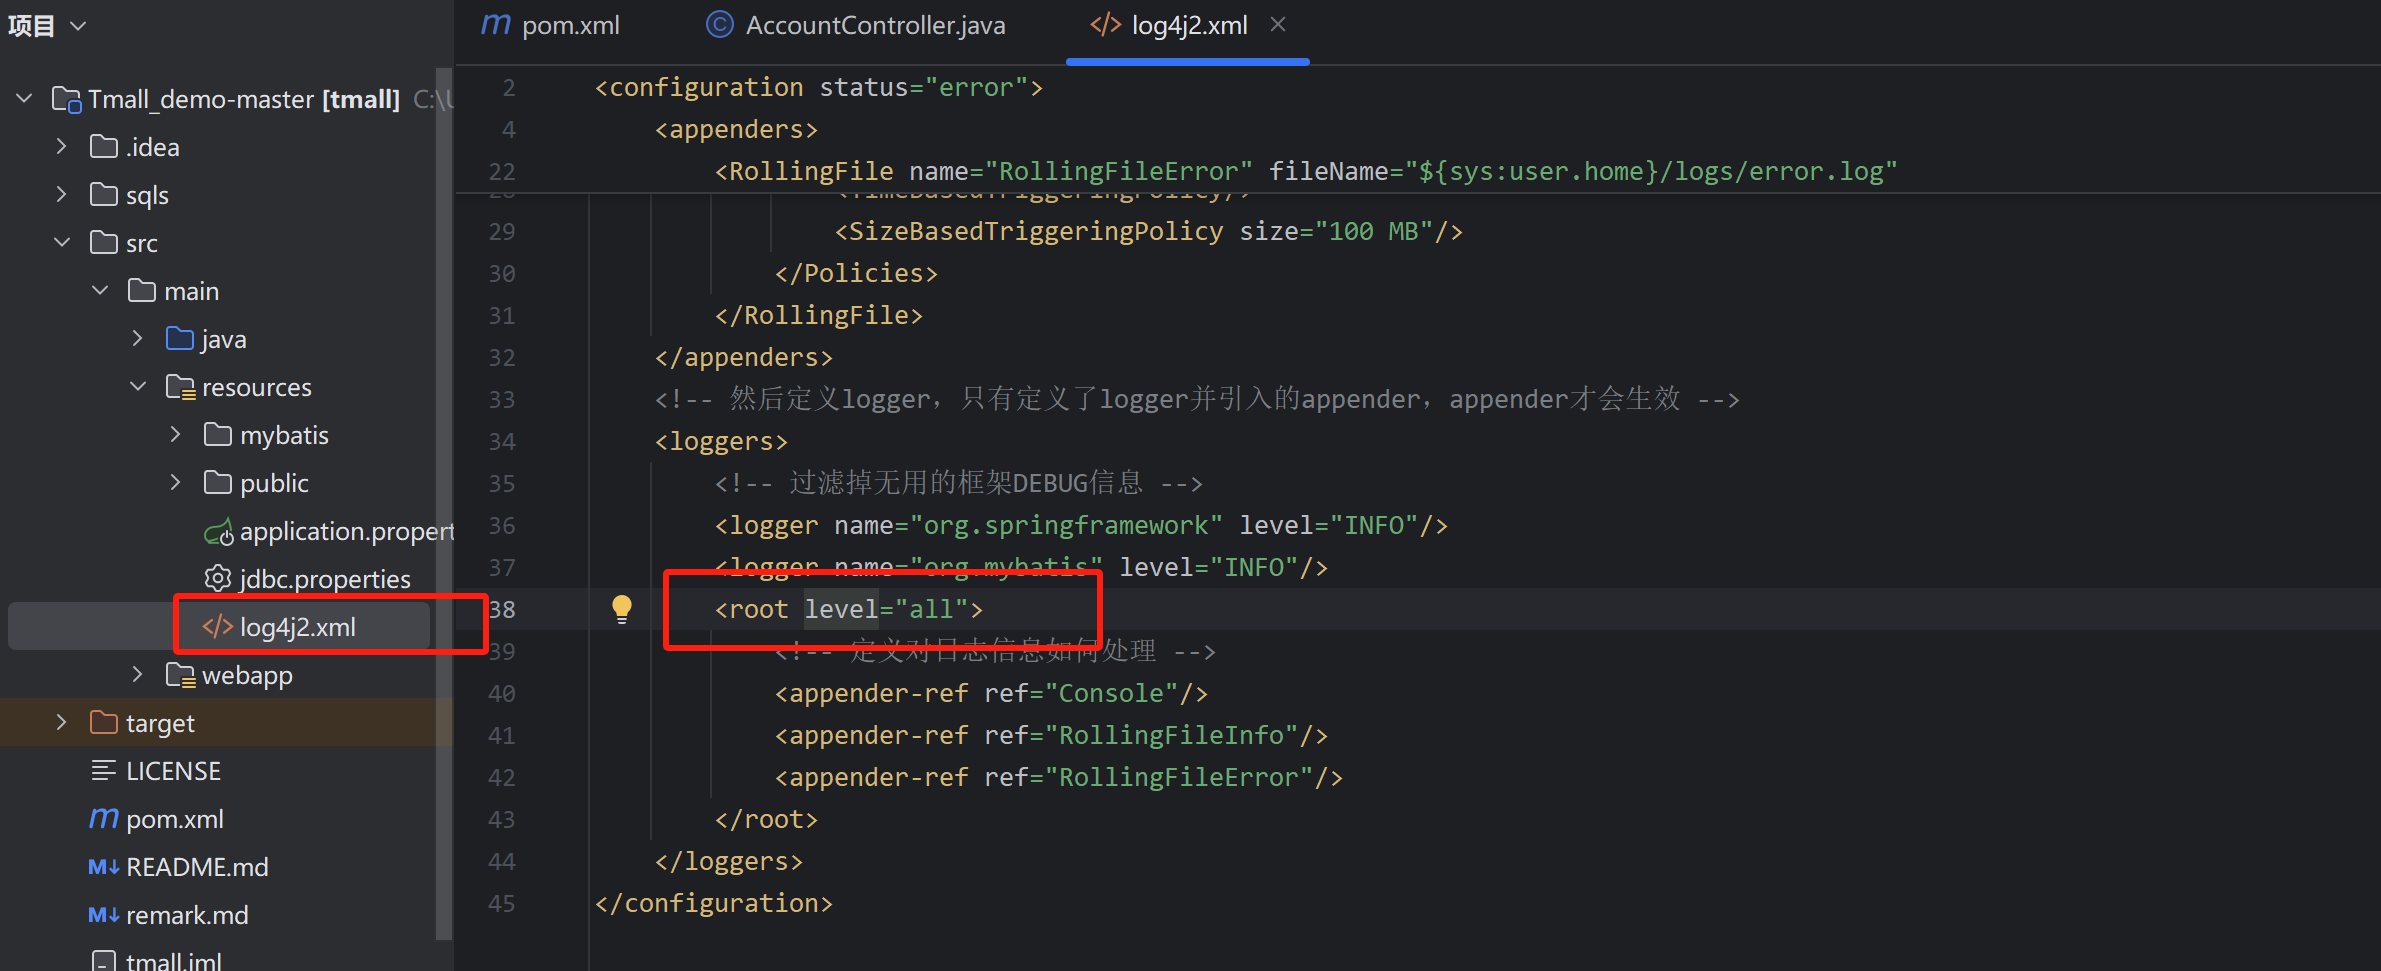 项目
Tmall_demo-master [tmall] C:\U
.idea
sqls
src
main
java
resources
mybatis
public
application.propert
jdbc.properties
log4j2.xml
webapp
target
LICENSE
pom.xml
README.md
remark.md
tmall.iml
pom.xml
AccountController.java
log4j2.xml
2 <configuration status="error">
4 <appenders>
22 <RollingFile name="RollingFileError" fileName="${sys:user.home}/logs/error.log"
28 <TimeBasedTriggeringPolicy/>
29 <SizeBasedTriggeringPolicy size="100 MB"/>
30 </Policies>
31 </RollingFile>
32 </appenders>
33 <!-- 然后定义logger，只有定义了logger并引入的appender，appender才会生效 -->
34 <loggers>
35 <!-- 过滤掉无用的框架DEBUG信息 -->
36 <logger name="org.springframework" level="INFO"/>
37 <logger name="org.mybatis" level="INFO"/>
38 <root level="all">
39 <!-- 定义对日志信息如何处理 -->
40 <appender-ref ref="Console"/>
41 <appender-ref ref="RollingFileInfo"/>
42 <appender-ref ref="RollingFileError"/>
43 </root>
44 </loggers>
45 </configuration>